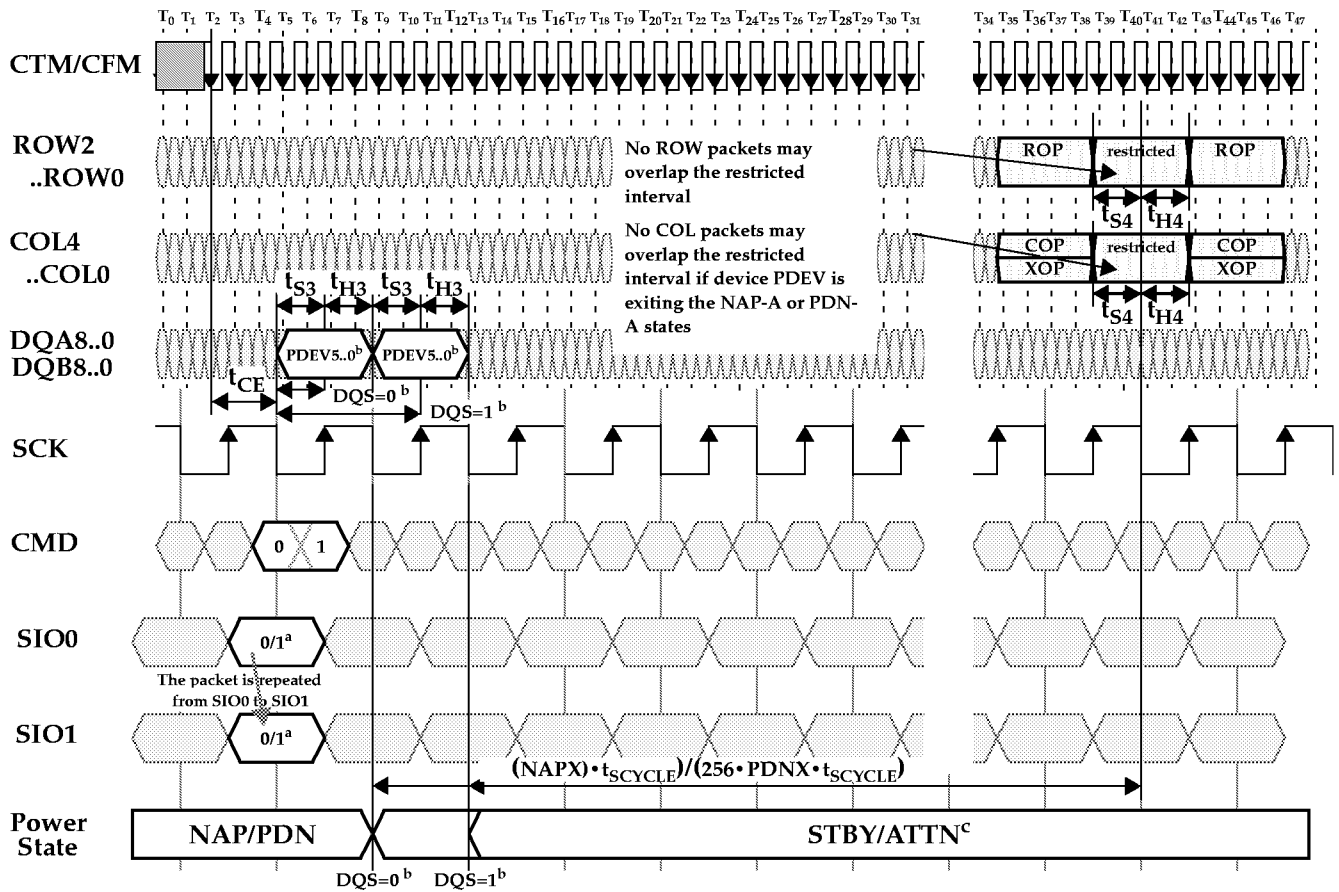 T0 T1 T2 T3 T4 T5 T6 T7 T8 T9 T10 T11 T12 T13 T14 T15 T16 T17 T18 T19 T20 T21 T22 T23 T24 T25 T26 T27 T28 T29 T30 T31 T34 T35 T36 T37 T38 T39 T40 T41 T42 T43 T44 T45 T46 T47
CTM/CFM
ROW2
..ROW0
No ROW packets may
overlap the restricted
interval
ROP restricted ROP
tS4 tH4
COL4
..COL0
No COL packets may
overlap the restricted
interval if device PDEV is
exiting the NAP-A or PDN-
A states
COP restricted COP
XOP XOP
tS4 tH4
tS3 tH3 tS3 tH3
DQA8..0
DQB8..0
PDEV5..0b PDEV5..0b
tCE
DQS=0 b
DQS=1 b
SCK
CMD
0 1
SIO0
0/1a
The packet is repeated
from SIO0 to SIO1
SIO1
0/1a
(NAPX)•tSCYCLE)/(256•PDNX•tSCYCLE)
Power
State
NAP/PDN
STBY/ATTNc
DQS=0 b DQS=1b